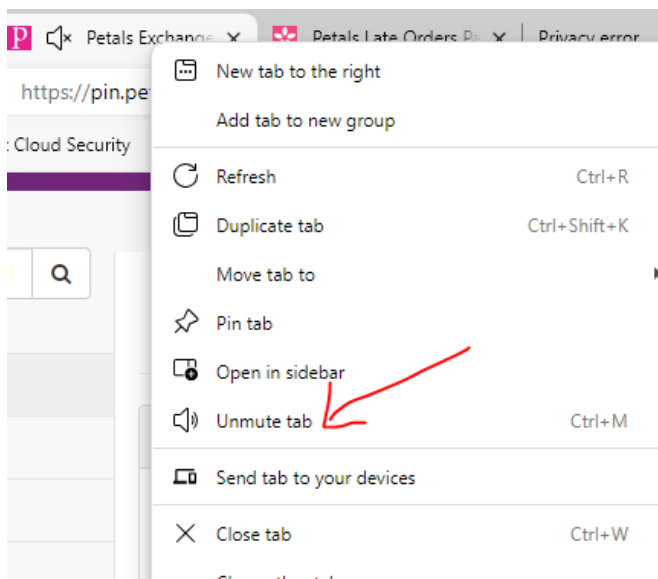 P Petals Exchange Petals Late Orders Pa Privacy error
https://pin.pe
: Cloud Security
New tab to the right
Add tab to new group
Refresh Ctrl+R
Duplicate tab Ctrl+Shift+K
Move tab to
Pin tab
Open in sidebar
Unmute tab Ctrl+M
Send tab to your devices
Close tab Ctrl+W